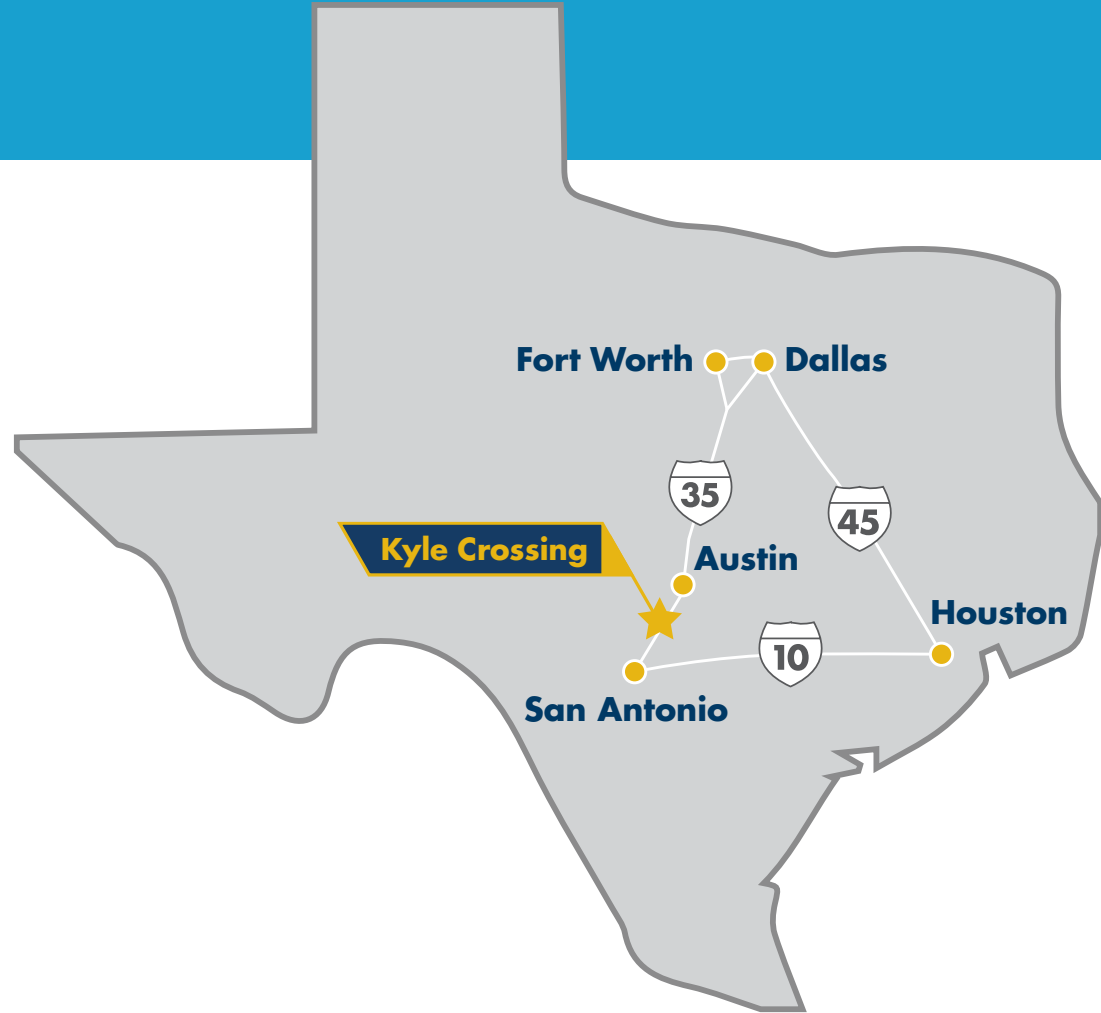 Fort Worth
Dallas
35
45
Kyle Crossing
Austin
Houston
10
San Antonio